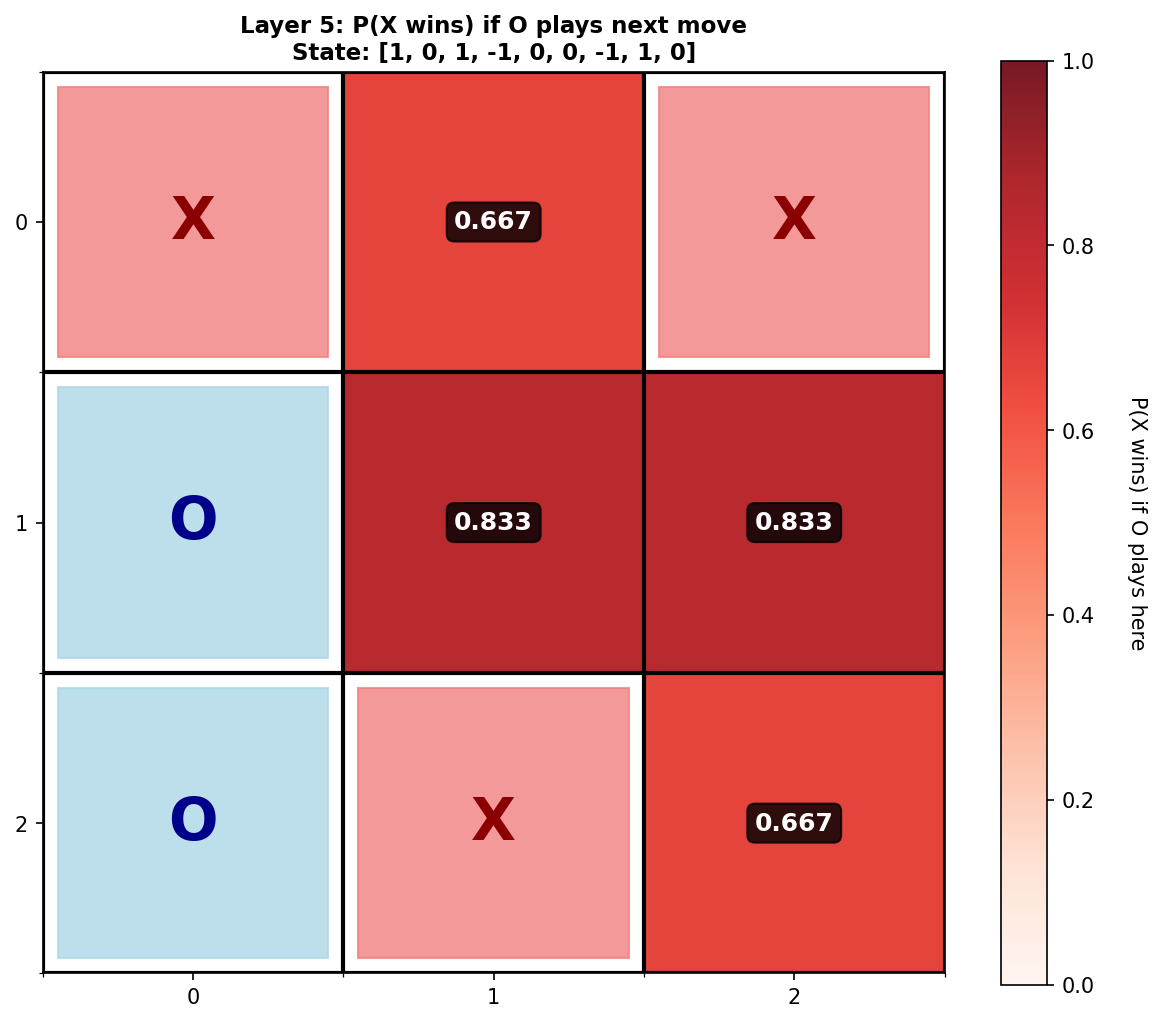 Layer 5: P(X wins) if O plays next move
State: [1, 0, 1, -1, 0, 0, -1, 1, 0]
X
0.667
X
O
0.833
0.833
O
X
0.667
0
1
2
0
1
2
1.0
0.8
0.6
0.4
0.2
0.0
P(X wins) if O plays here